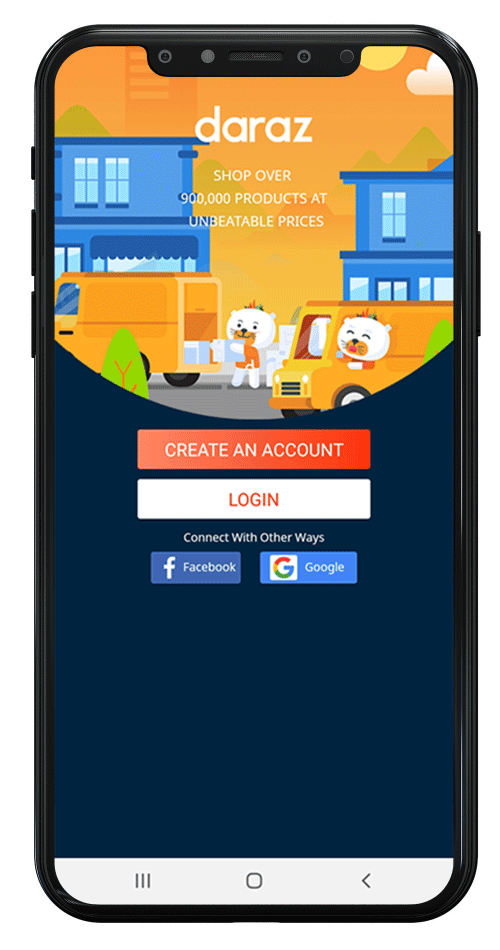 daraz
SHOP OVER
900,000 PRODUCTS AT
UNBEATABLE PRICES
CREATE AN ACCOUNT
LOGIN
Connect With Other Ways
Facebook
Google